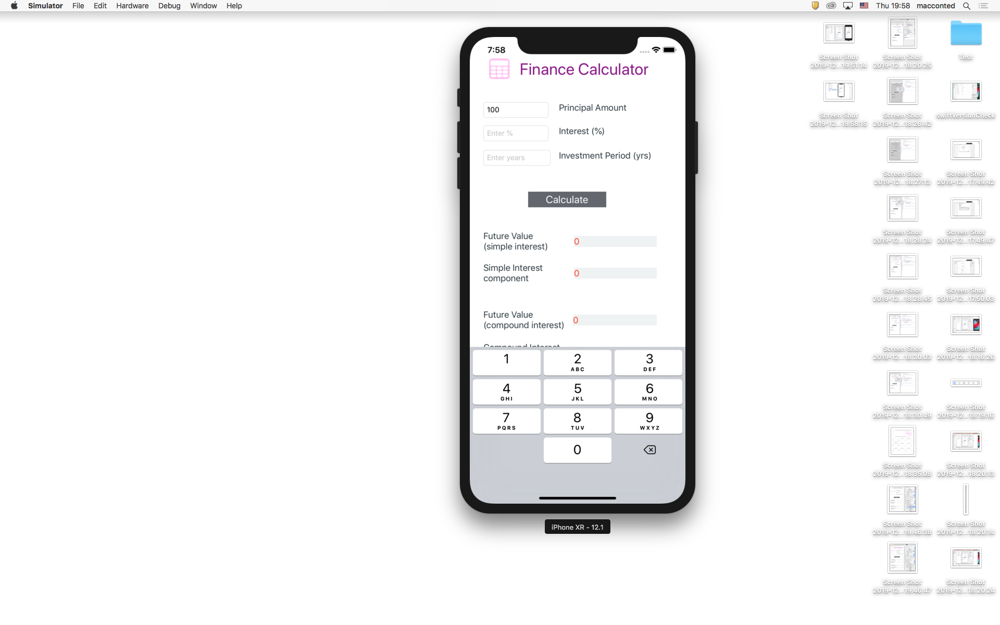 Simulator File Edit Hardware Debug Window Help
Thu 19:58 macconted
7:58
Finance Calculator
100
Principal Amount
Enter %
Interest (%)
Enter years
Investment Period (yrs)
Calculate
Future Value
(simple interest)
0
Simple Interest
component
0
Future Value
(compound interest)
0
Compound Interest
1
2
ABC
3
DEF
4
GHI
5
JKL
6
MNO
7
PQRS
8
TUV
9
WXYZ
0
iPhone XR - 12.1
Screen Shot
2019-12...19.51.14
Screen Shot
2019-12...18.20.25
Test
Screen Shot
2019-12...19.58.15
Screen Shot
2019-12...18.26.42
swiftVersionCheck
Screen Shot
2019-12...18.27.13
Screen Shot
2019-12...17.49.42
Screen Shot
2019-12...18.28.24
Screen Shot
2019-12...17.49.47
Screen Shot
2019-12...18.28.45
Screen Shot
2019-12...17.50.03
Screen Shot
2019-12...18.30.03
Screen Shot
2019-12...18.16.26
Screen Shot
2019-12...18.30.49
Screen Shot
2019-12...18.19.16
Screen Shot
2019-12...18.35.08
Screen Shot
2019-12...18.20.13
Screen Shot
2019-12...19.46.38
Screen Shot
2019-12...18.20.14
Screen Shot
2019-12...19.46.47
Screen Shot
2019-12...18.20.24